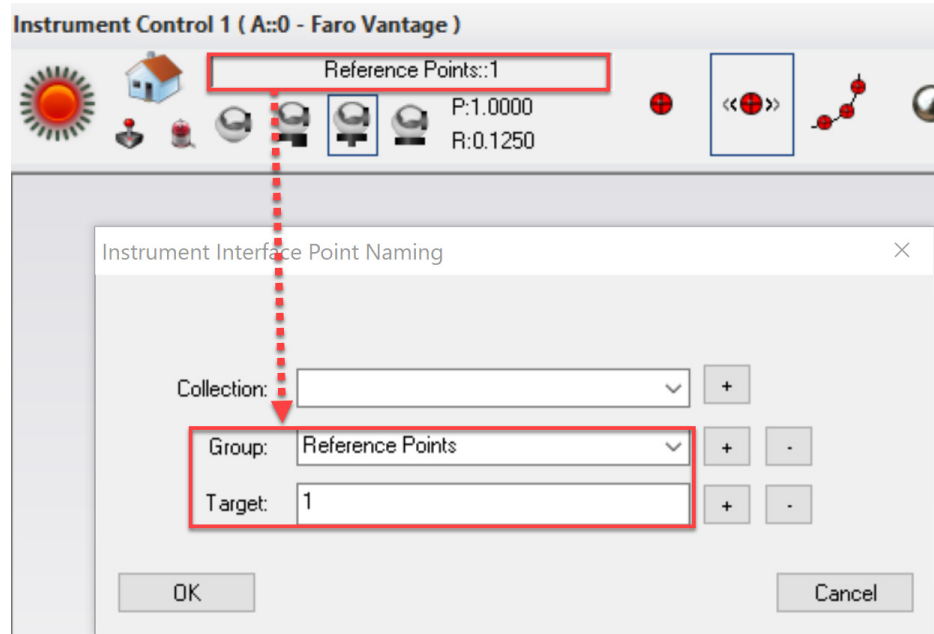 Instrument Control 1 ( A::0 - Faro Vantage )
Reference Points::1
P:1.0000
R:0.1250
Instrument Interface Point Naming
Collection:
+
Group: Reference Points
+ -
Target: 1
+ -
OK
Cancel